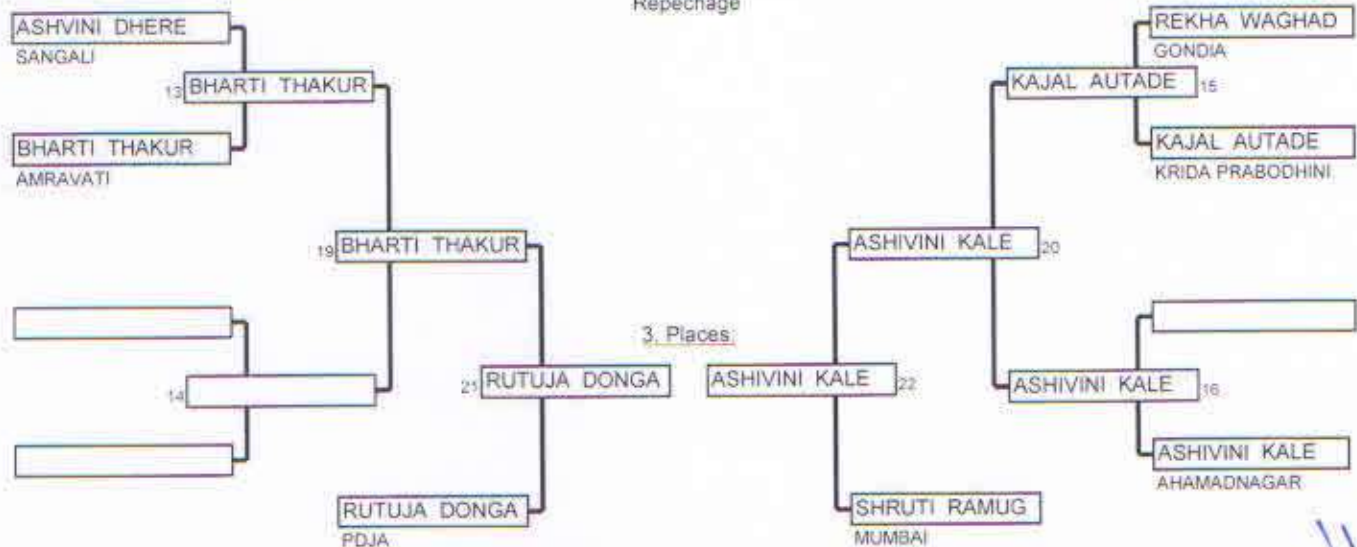 Repechage
ASHVINI DHERE
SANGALI
13 BHARTI THAKUR
BHARTI THAKUR
AMRAVATI
19 BHARTI THAKUR
14
21 RUTUJA DONGA
RUTUJA DONGA
PDJA
REKHA WAGHAD
GONDIA
KAJAL AUTADE 15
KAJAL AUTADE
KRIDA PRABODHINI
ASHIVINI KALE 20
3. Places:
ASHIVINI KALE 22
ASHIVINI KALE 16
ASHIVINI KALE
AHAMADNAGAR
SHRUTI RAMUG
MUMBAI